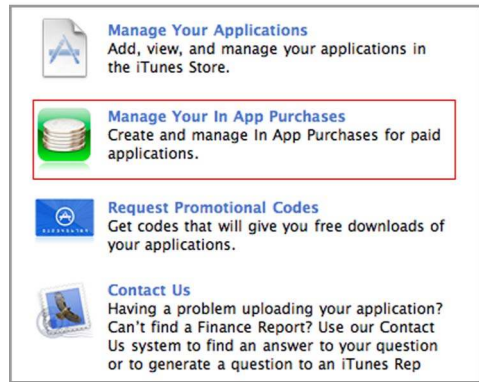 Manage Your Applications
Add, view, and manage your applications in
the iTunes Store.
Manage Your In App Purchases
Create and manage In App Purchases for paid
applications.
Request Promotional Codes
Get codes that will give you free downloads of
your applications.
Contact Us
Having a problem uploading your application?
Can't find a Finance Report? Use our Contact
Us system to find an answer to your question
or to generate a question to an iTunes Rep